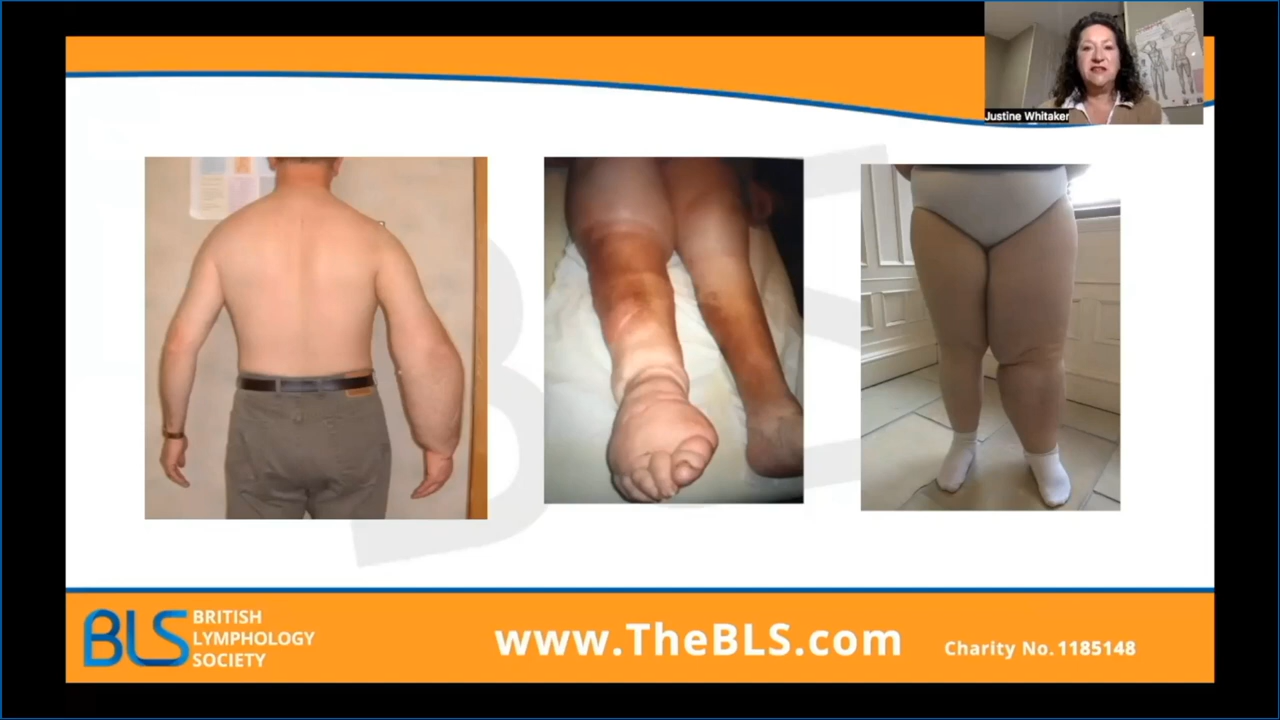 Justine Whitaker
BLS
BRITISH
LYMPHOLOGY
SOCIETY
www.TheBLS.com
Charity No. 1185148